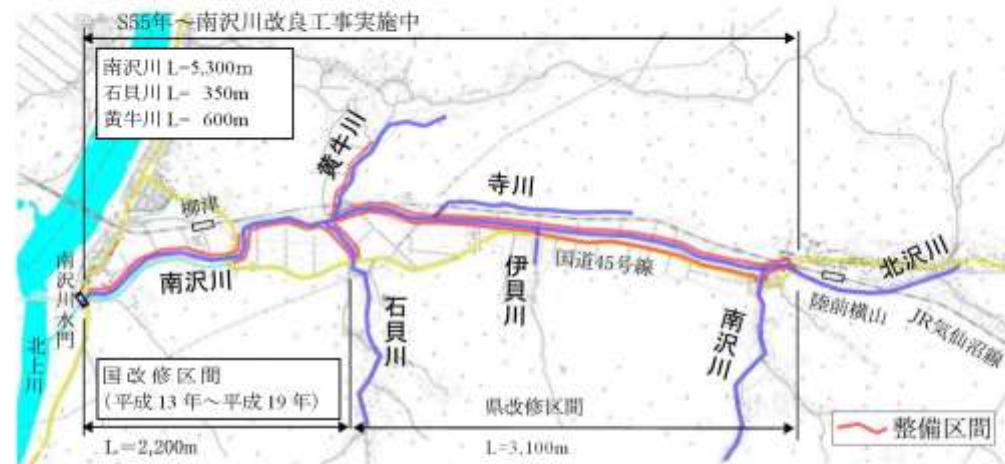 S55年～南沢川改良工事実施中
南沢川 L=5,300m
石貝川 L= 350m
黄牛川 L= 600m
黄牛川
寺川
柳津
南沢川
伊貝川
国道45号線
北沢川
南沢川水門
石貝川
南沢川
陸前横山
JR気仙沼線
北上川
国改修区間
(平成13年～平成19年)
県改修区間
整備区間
L=2,200m
L=3,100m